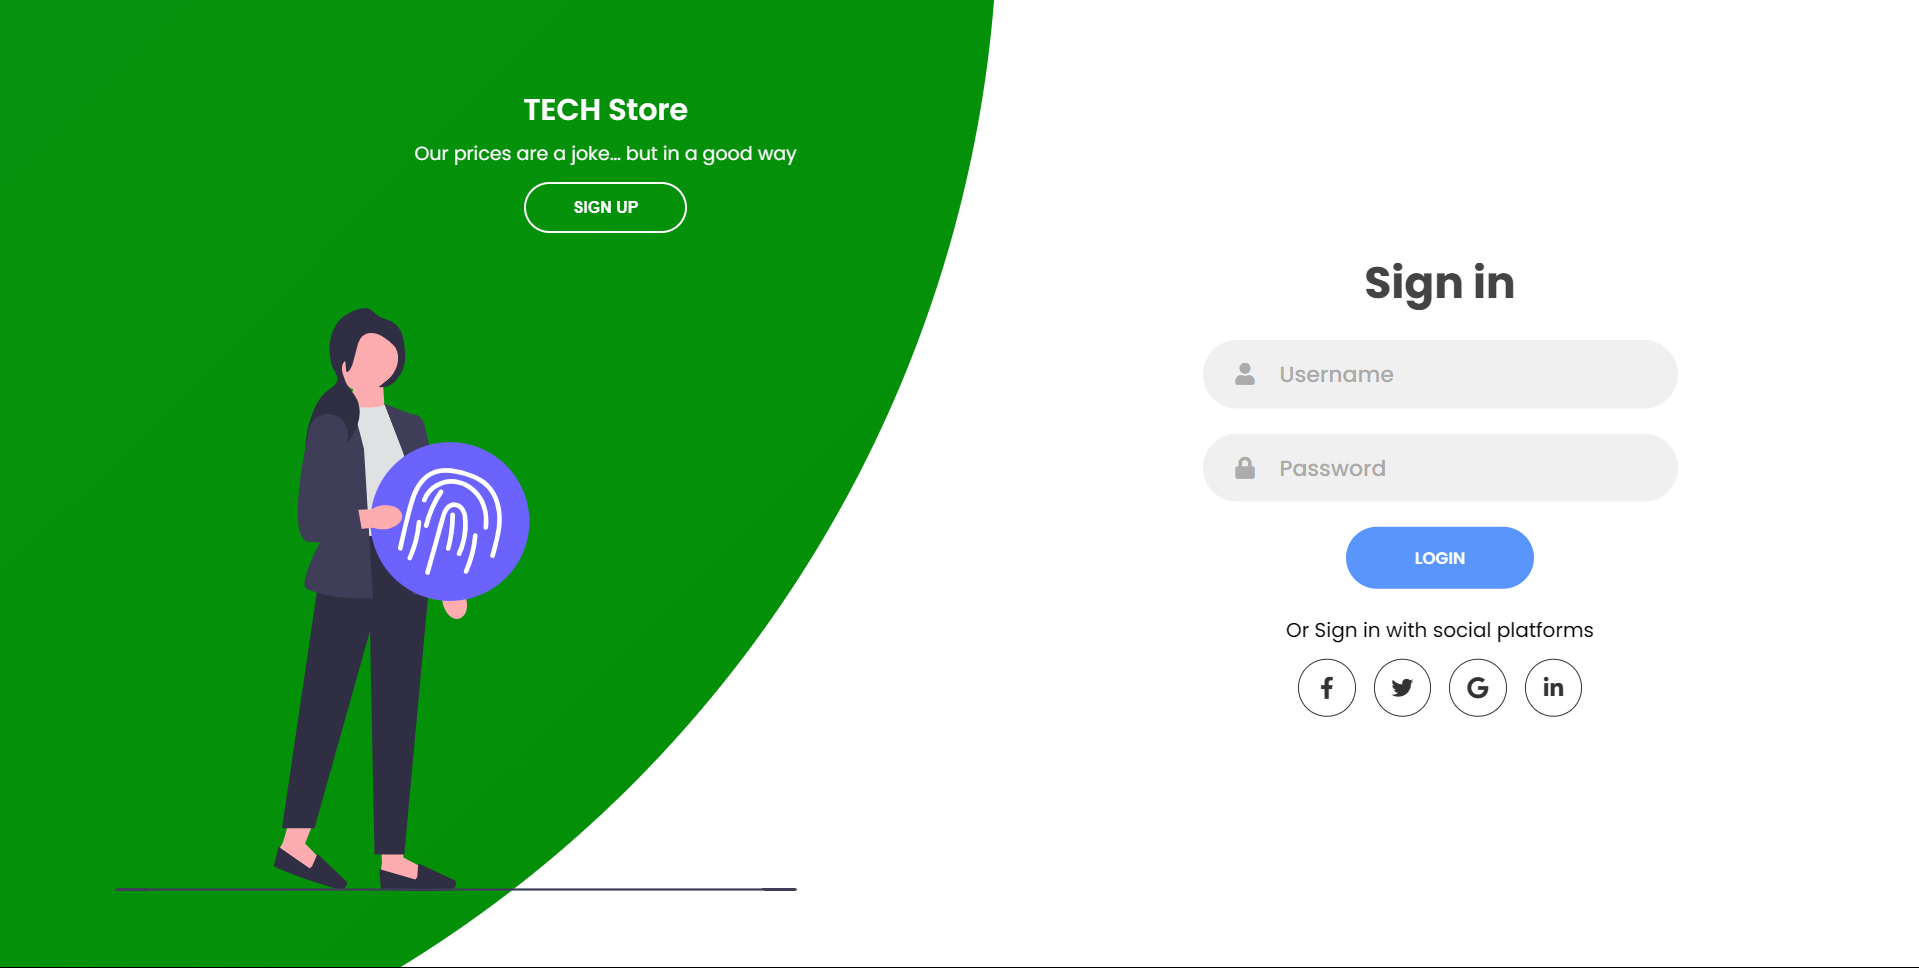 TECH Store
Our prices are a joke... but in a good way
SIGN UP
Sign in
Username
Password
LOGIN
Or Sign in with social platforms